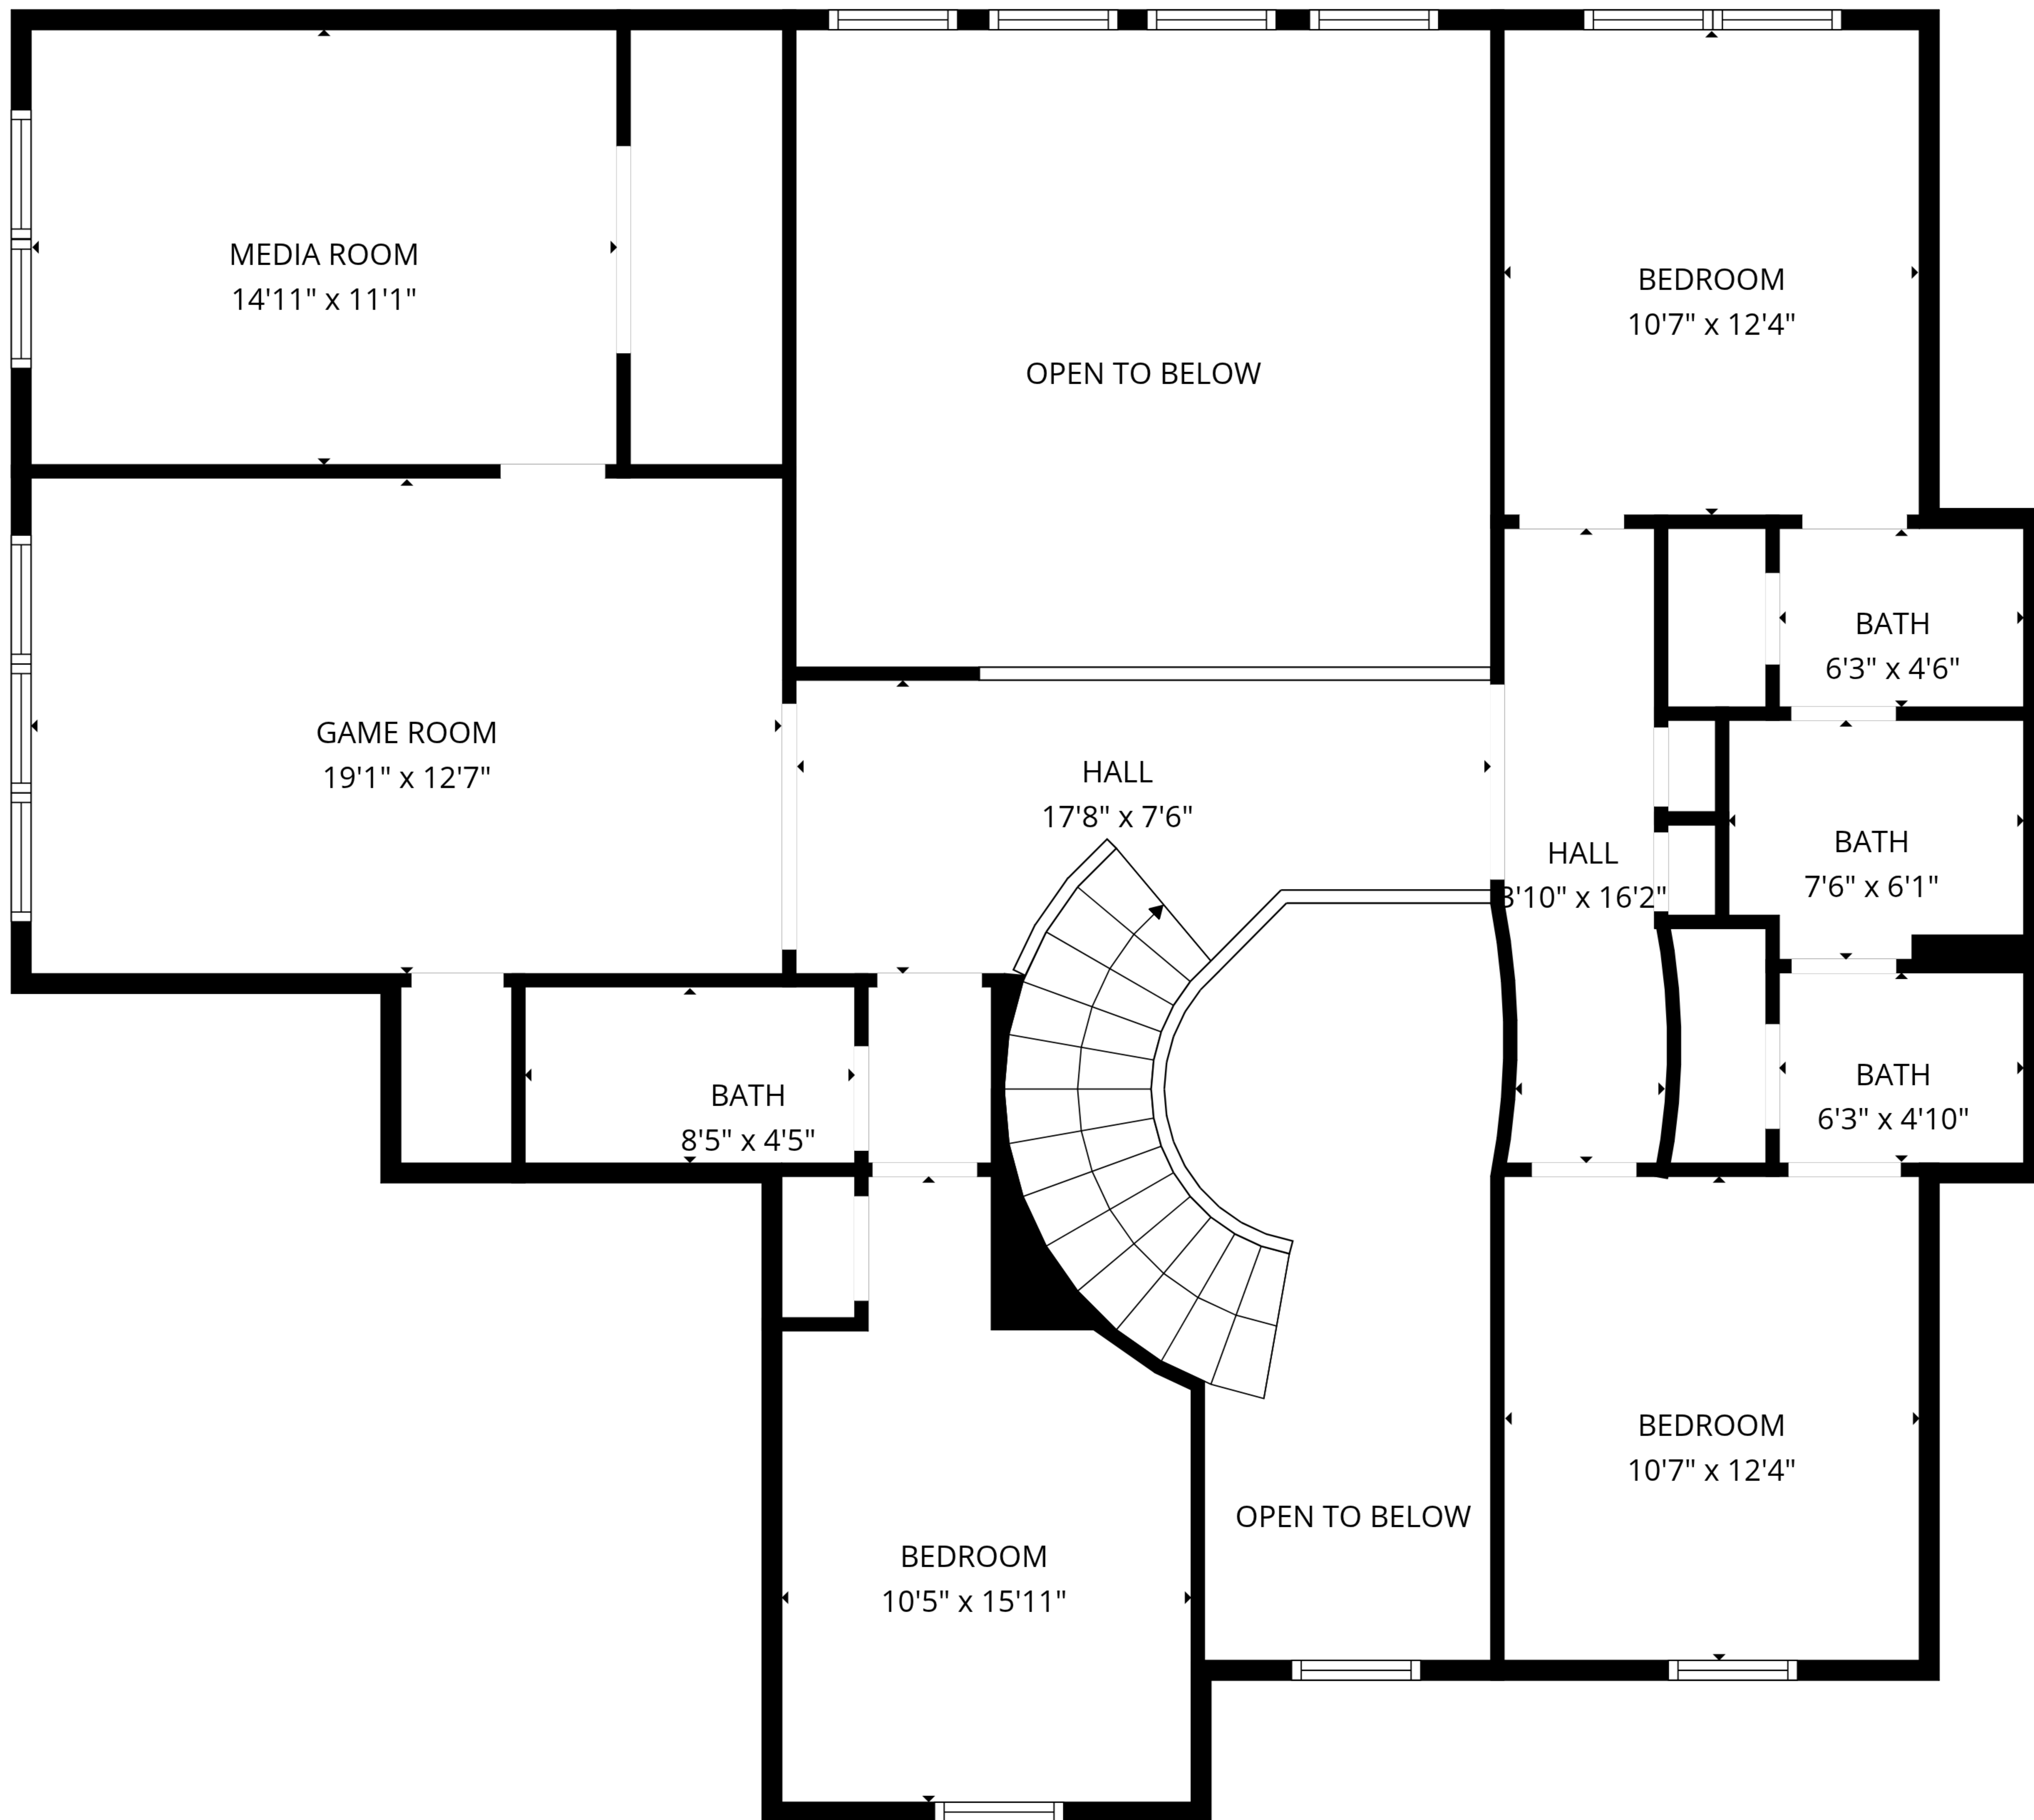 MEDIA ROOM
14'11" x 11'1"
BEDROOM
10'7" x 12'4"
OPEN TO BELOW
BATH
6'3" x 4'6"
GAME ROOM
19'1" x 12'7"
HALL
17'8" x 7'6"
HALL
3'10" x 16'2"
BATH
7'6" x 6'1"
BATH
8'5" x 4'5"
BATH
6'3" x 4'10"
BEDROOM
10'7" x 12'4"
OPEN TO BELOW
BEDROOM
10'5" x 15'11"